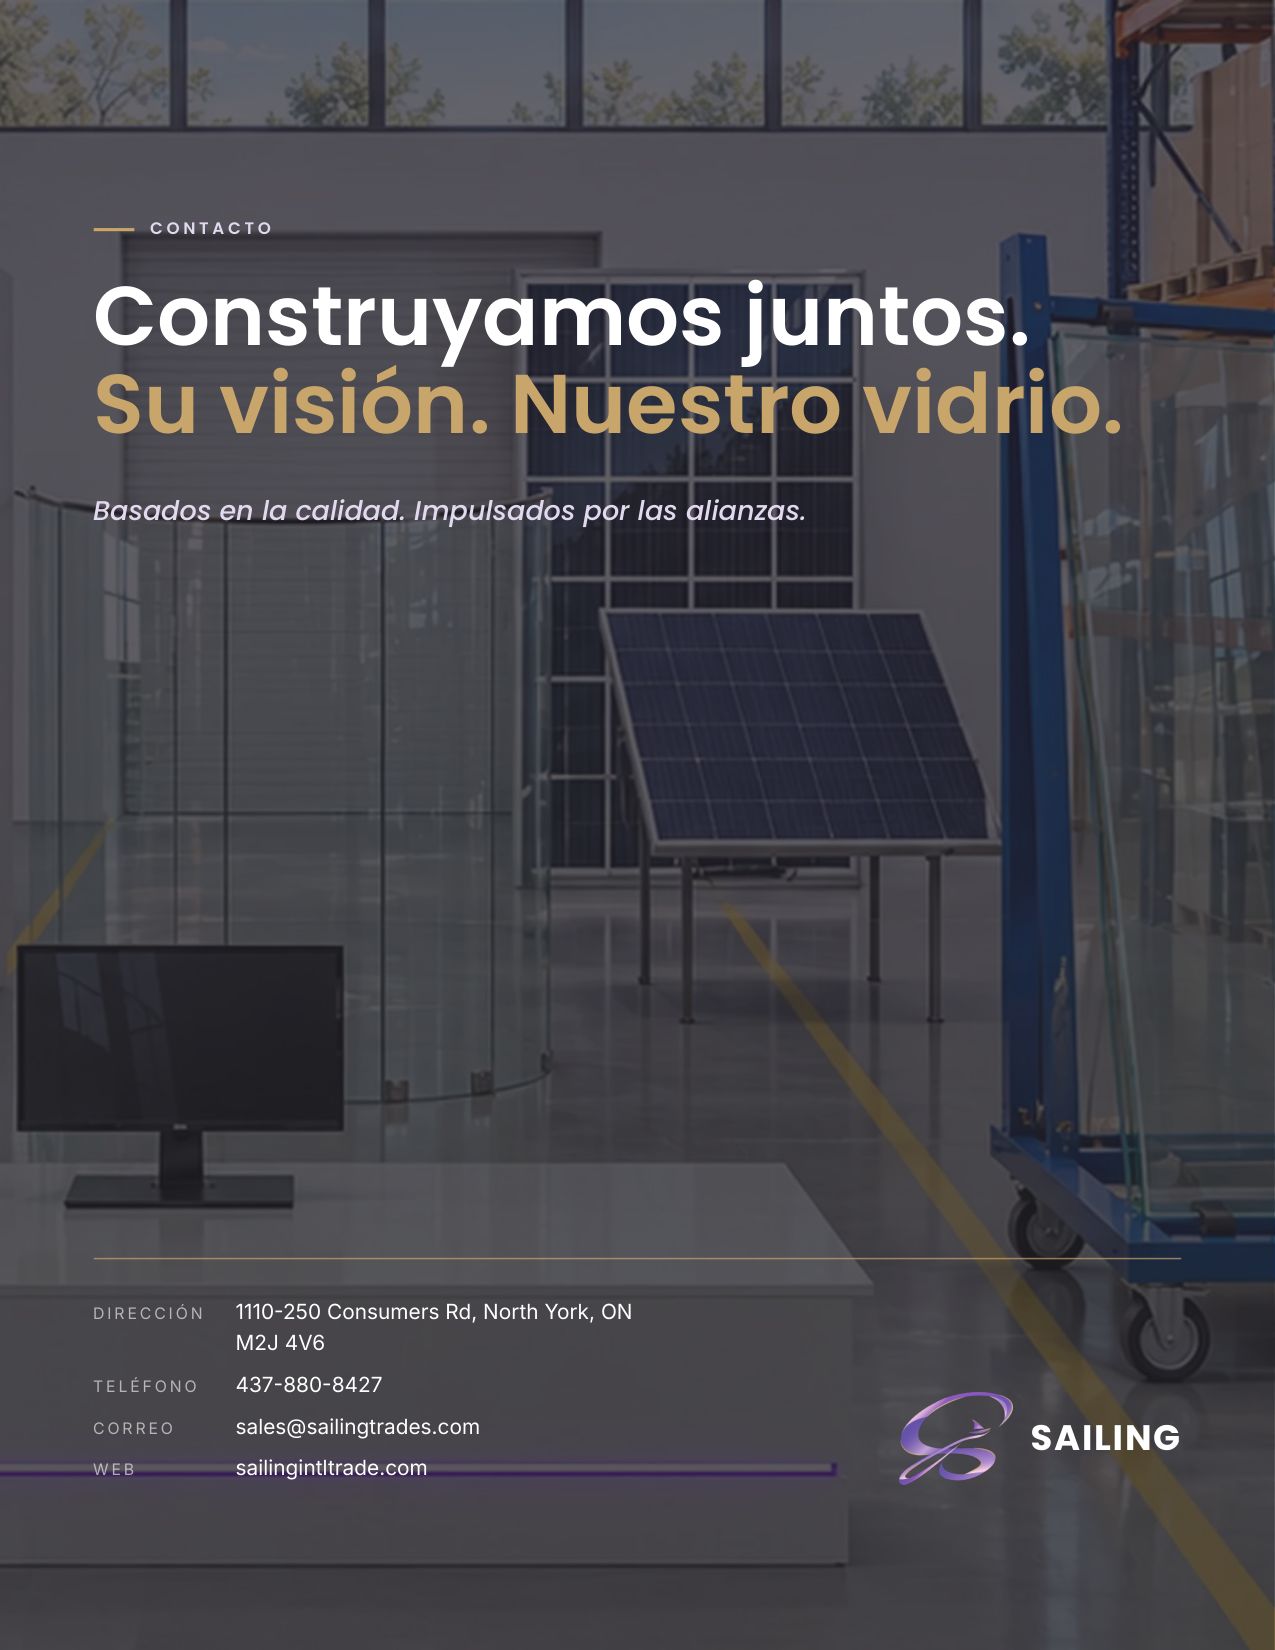 CONTACTO
Construyamos juntos.
Su visión. Nuestro vidrio.
Basados en la calidad. Impulsados por las alianzas.
DIRECCIÓN 1110-250 Consumers Rd, North York, ON
M2J 4V6
TELÉFONO 437-880-8427
CORREO sales@sailingtrades.com
WEB sailingintltrade.com
SAILING